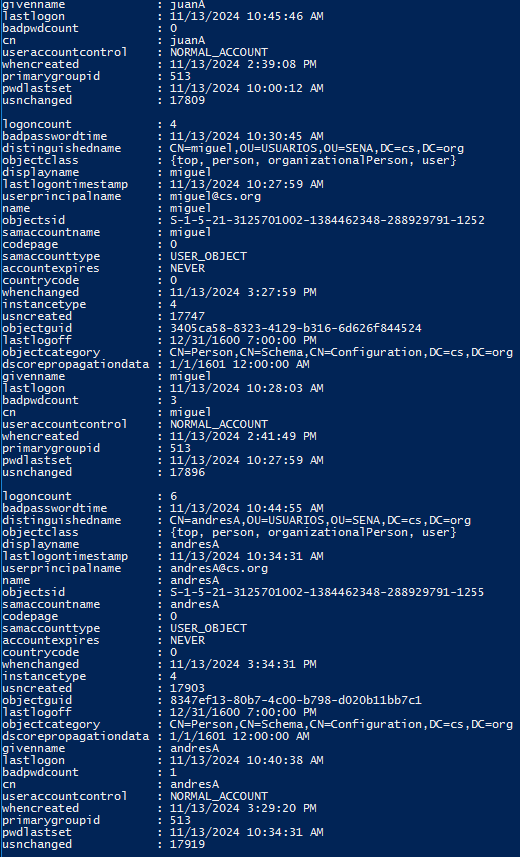 givenname : juanA
lastlogon : 11/13/2024 10:45:46 AM
badpwdcount : 0
cn : juanA
useraccountcontrol : NORMAL_ACCOUNT
whencreated : 11/13/2024 2:39:08 PM
primarygroupid : 513
pwdlastset : 11/13/2024 10:00:12 AM
usnchanged : 17809

logoncount : 4
badpasswordtime : 11/13/2024 10:30:45 AM
distinguishedname : CN=miguel,OU=USUARIOS,OU=SENA,DC=cs,DC=org
objectclass : {top, person, organizationalPerson, user}
displayname : miguel
lastlogontimestamp : 11/13/2024 10:27:59 AM
userprincipalname : miguel@cs.org
name : miguel
objectsid : S-1-5-21-3125701002-1384462348-288929791-1252
samaccountname : miguel
codepage : 0
samaccounttype : USER_OBJECT
accountexpires : NEVER
countrycode : 0
whenchanged : 11/13/2024 3:27:59 PM
instancetype : 4
usncreated : 17747
objectguid : 3405ca58-8323-4129-b316-6d626f844524
lastlogoff : 12/31/1600 7:00:00 PM
objectcategory : CN=Person,CN=Schema,CN=Configuration,DC=cs,DC=org
dscorepropagationdata : 1/1/1601 12:00:00 AM
givenname : miguel
lastlogon : 11/13/2024 10:28:03 AM
badpwdcount : 3
cn : miguel
useraccountcontrol : NORMAL_ACCOUNT
whencreated : 11/13/2024 2:41:49 PM
primarygroupid : 513
pwdlastset : 11/13/2024 10:27:59 AM
usnchanged : 17896

logoncount : 6
badpasswordtime : 11/13/2024 10:44:55 AM
distinguishedname : CN=andresA,OU=USUARIOS,OU=SENA,DC=cs,DC=org
objectclass : {top, person, organizationalPerson, user}
displayname : andresA
lastlogontimestamp : 11/13/2024 10:34:31 AM
userprincipalname : andresA@cs.org
name : andresA
objectsid : S-1-5-21-3125701002-1384462348-288929791-1255
samaccountname : andresA
codepage : 0
samaccounttype : USER_OBJECT
accountexpires : NEVER
countrycode : 0
whenchanged : 11/13/2024 3:34:31 PM
instancetype : 4
usncreated : 17903
objectguid : 8347ef13-80b7-4c00-b798-d020b11bb7c1
lastlogoff : 12/31/1600 7:00:00 PM
objectcategory : CN=Person,CN=Schema,CN=Configuration,DC=cs,DC=org
dscorepropagationdata : 1/1/1601 12:00:00 AM
givenname : andresA
lastlogon : 11/13/2024 10:40:38 AM
badpwdcount : 1
cn : andresA
useraccountcontrol : NORMAL_ACCOUNT
whencreated : 11/13/2024 3:29:20 PM
primarygroupid : 513
pwdlastset : 11/13/2024 10:34:31 AM
usnchanged : 17919